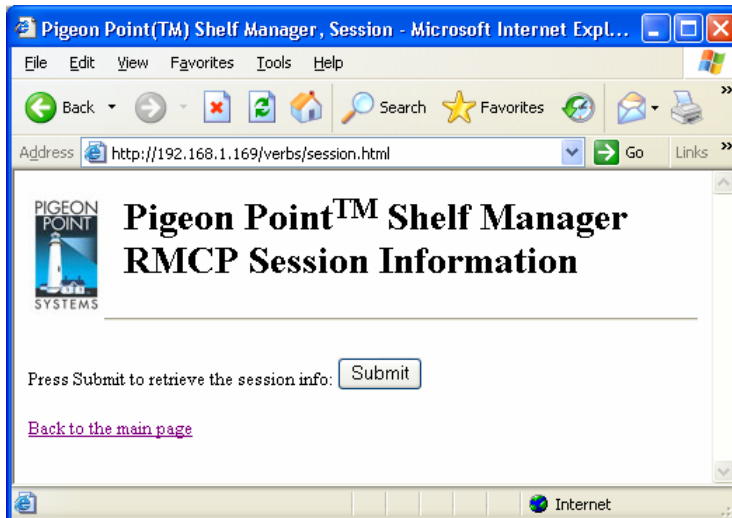 Pigeon Point(TM) Shelf Manager, Session - Microsoft Internet Expl...
File Edit View Favorites Tools Help
Back Search Favorites »
Address http://192.168.1.169/verbs/session.html Go Links »
PIGEON
POINT
SYSTEMS
Pigeon Point™ Shelf Manager
RMCP Session Information
Press Submit to retrieve the session info: Submit
Back to the main page
Internet